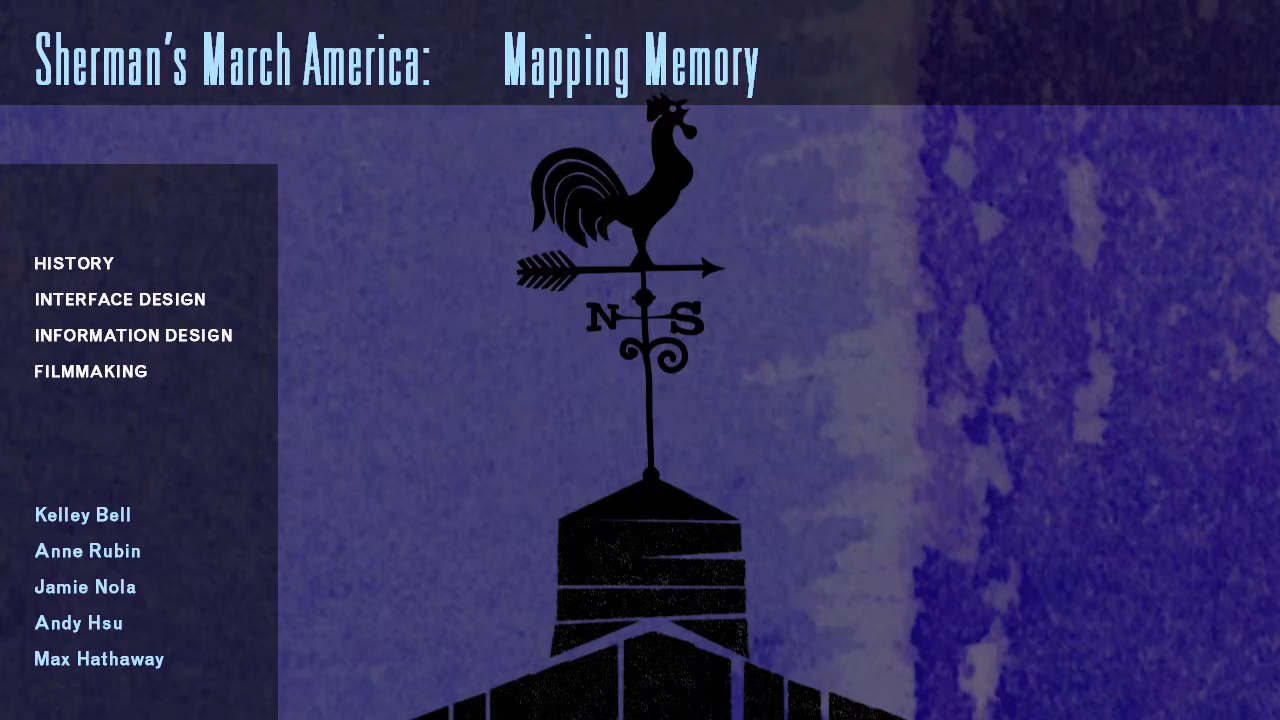 Sherman's March America: Mapping Memory
HISTORY
INTERFACE DESIGN
INFORMATION DESIGN
FILMMAKING
Kelley Bell
Anne Rubin
Jamie Nola
Andy Hsu
Max Hathaway
N S